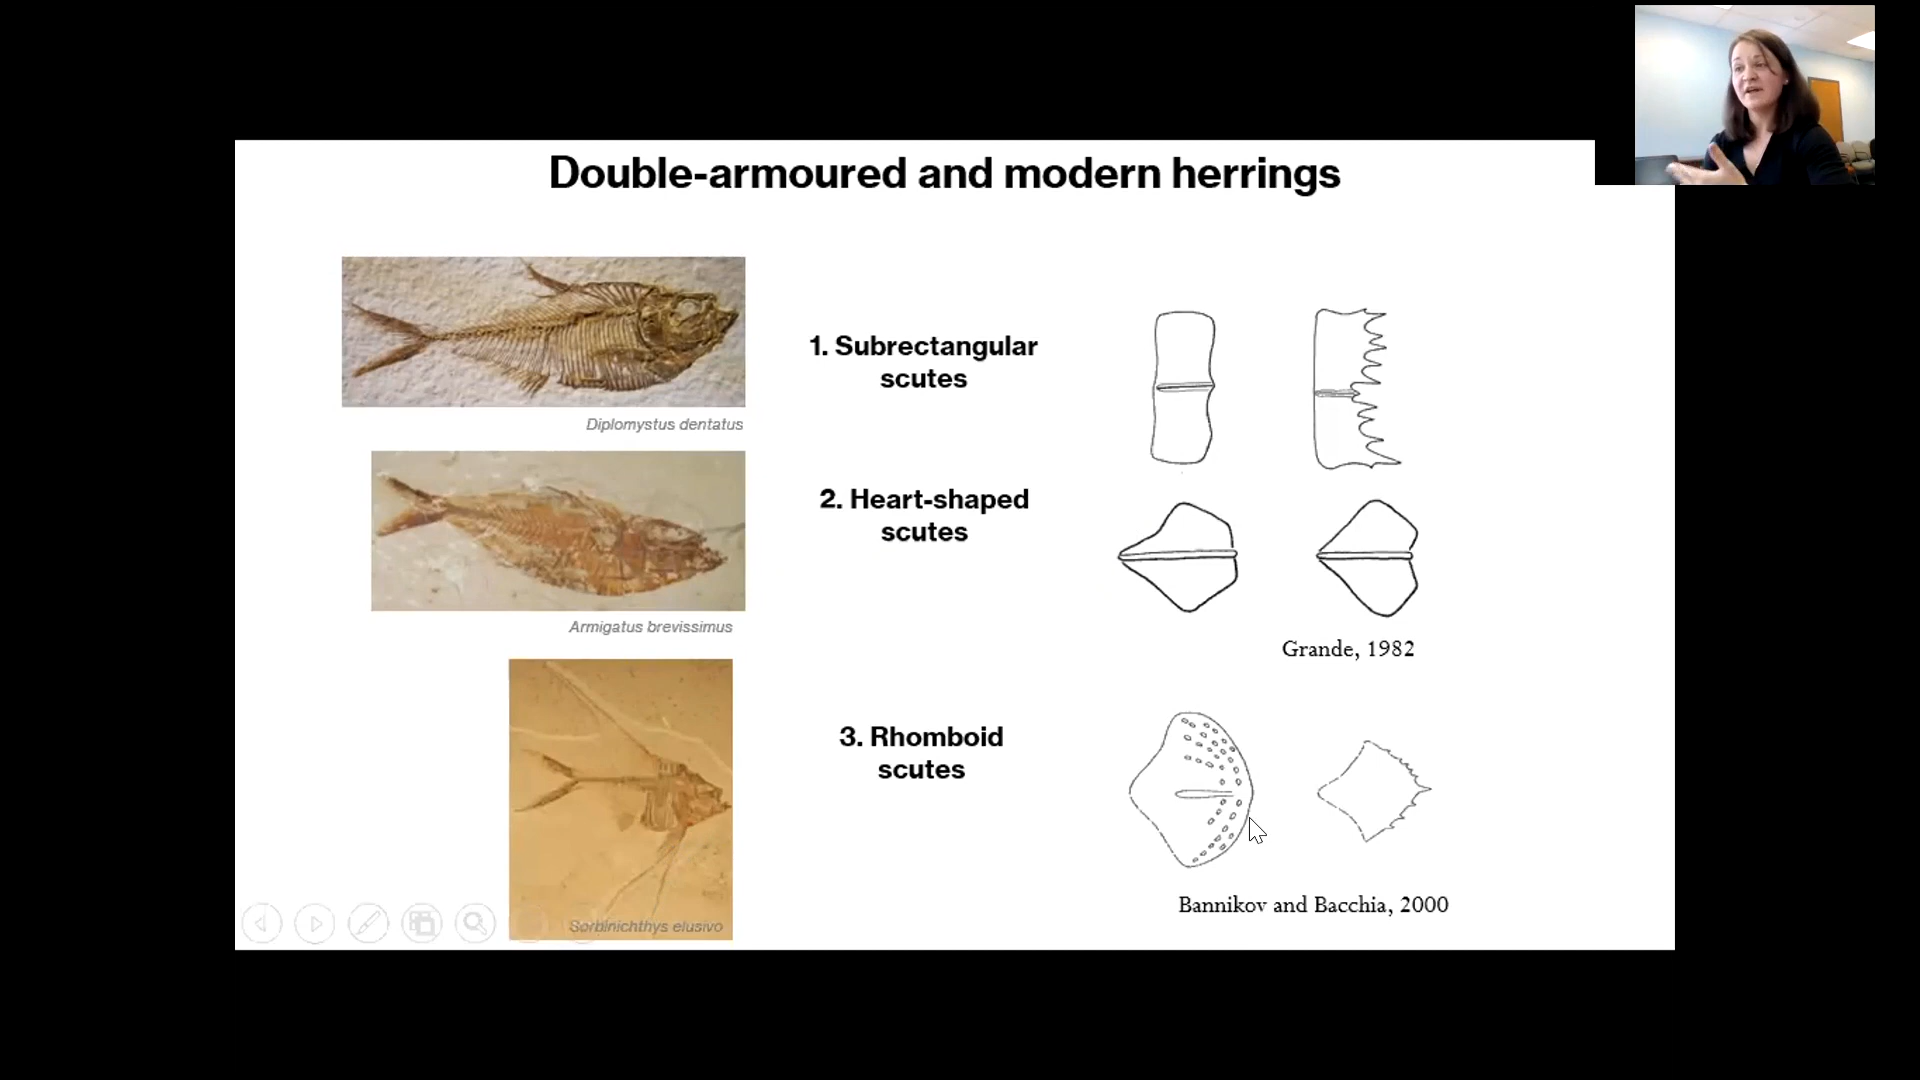 Double-armoured and modern herrings
Diplomystus dentatus
1. Subrectangular
scutes
Armigatus brevissimus
2. Heart-shaped
scutes
Grande, 1982
Sorbinichthys elusivo
3. Rhomboid
scutes
Bannikov and Bacchia, 2000